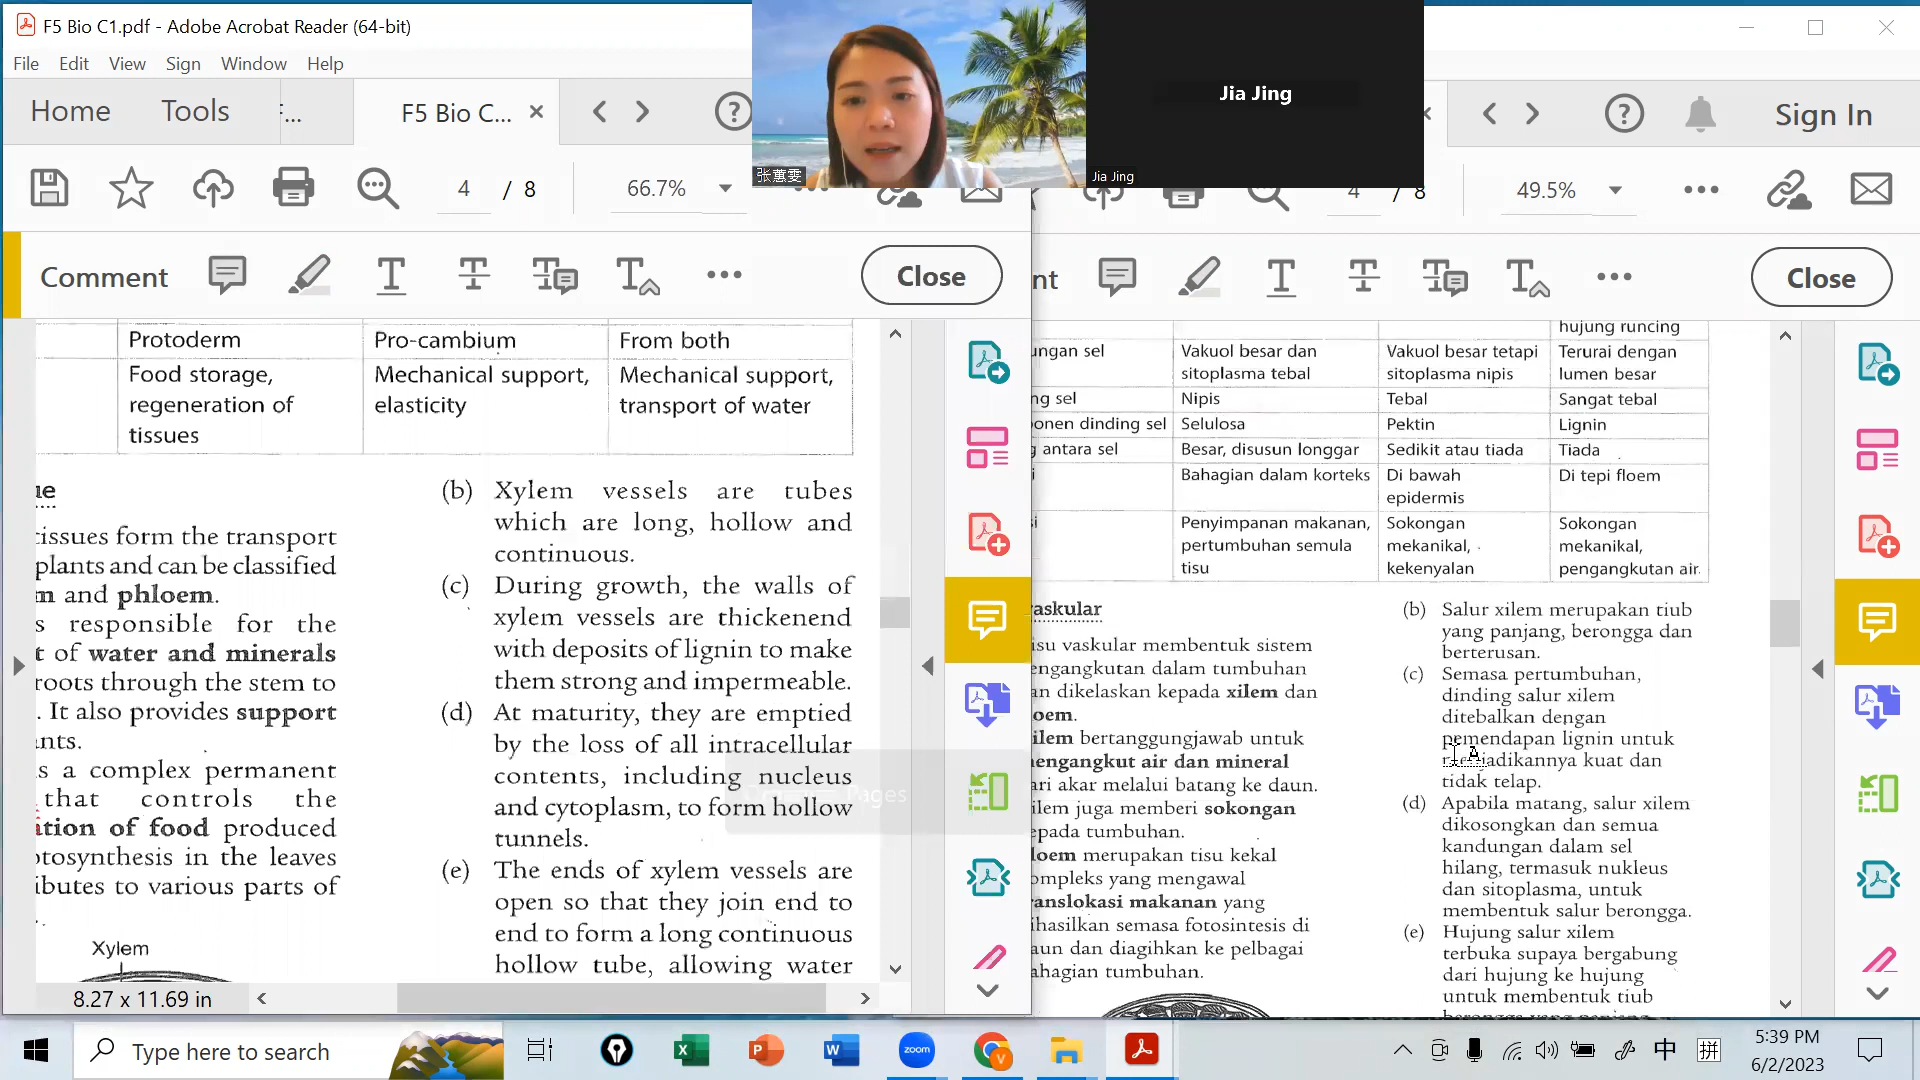 F5 Bio C1.pdf - Adobe Acrobat Reader (64-bit)
File Edit View Sign Window Help
Home Tools F... F5 Bio C...
4 / 8 66.7%
Comment Close
Protoderm Pro-cambium From both
Food storage, Mechanical support, Mechanical support,
regeneration of elasticity transport of water
tissues
ue
tissues form the transport
plants and can be classified
m and phloem.
s responsible for the
t of water and minerals
roots through the stem to
. It also provides support
ants.
s a complex permanent
that controls the
ation of food produced
otosynthesis in the leaves
ibutes to various parts of
Xylem
(b) Xylem vessels are tubes
which are long, hollow and
continuous.
(c) During growth, the walls of
xylem vessels are thickenend
with deposits of lignin to make
them strong and impermeable.
(d) At maturity, they are emptied
by the loss of all intracellular
contents, including nucleus
and cytoplasm, to form hollow
tunnels.
(e) The ends of xylem vessels are
open so that they join end to
end to form a long continuous
hollow tube, allowing water
8.27 x 11.69 in
张蕙雯
Jia Jing
Jia Jing
Sign In
4 / 8 49.5%
nt Close
hujung runcing
ungan sel Vakuol besar dan Vakuol besar tetapi Terurai dengan
sitoplasma tebal sitoplasma nipis lumen besar
ng sel Nipis Tebal Sangat tebal
onen dinding sel Selulosa Pektin Lignin
g antara sel Besar, disusun longgar Sedikit atau tiada Tiada
i Bahagian dalam korteks Di bawah Di tepi floem
epidermis
si Penyimpanan makanan, Sokongan Sokongan
pertumbuhan semula mekanikal, mekanikal,
tisu kekenyalan pengangkutan air.
vaskular
isu vaskular membentuk sistem
engangkutan dalam tumbuhan
an dikelaskan kepada xilem dan
oem.
ilem bertanggungjawab untuk
engangkut air dan mineral
ari akar melalui batang ke daun.
ilem juga memberi sokongan
epada tumbuhan.
loem merupakan tisu kekal
ompleks yang mengawal
ranslokasi makanan yang
ihasilkan semasa fotosintesis di
aun dan diagihkan ke pelbagai
ahagian tumbuhan.
(b) Salur xilem merupakan tiub
yang panjang, berongga dan
berterusan.
(c) Semasa pertumbuhan,
dinding salur xilem
ditebalkan dengan
pemendapan lignin untuk
menjadikannya kuat dan
tidak telap.
(d) Apabila matang, salur xilem
dikosongkan dan semua
kandungan dalam sel
hilang, termasuk nukleus
dan sitoplasma, untuk
membentuk salur berongga.
(e) Hujung salur xilem
terbuka supaya bergabung
dari hujung ke hujung
untuk membentuk tiub
Type here to search
zoom
中 拼
5:39 PM
6/2/2023